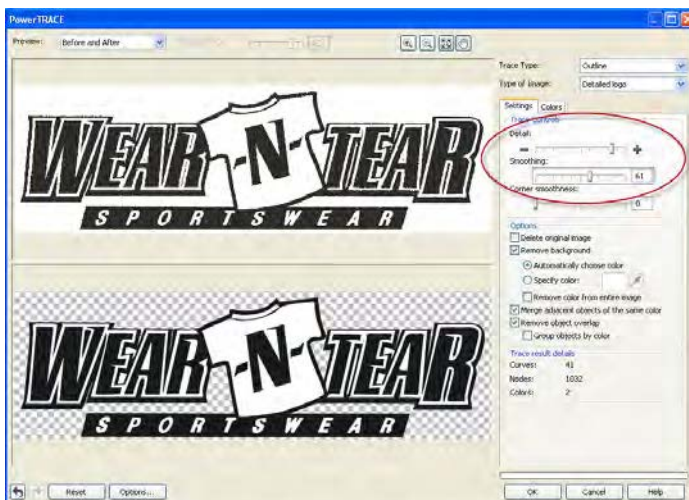 PowerTRACE
Preview: Before and After
Trace Type: Outline
Type of image: Detailed logo
Settings Colors
Trace controls
Detail:
Smoothing:
61
Corner smoothness:
0
Options
Delete original image
Remove background
Automatically choose color
Specify color:
Remove color from entire image
Merge adjacent objects of the same color
Remove object overlap
Group objects by color
Trace result details
Curves: 41
Nodes: 1032
Colors: 2
WEAR-N-TEAR
SPORTSWEAR
WEAR-N-TEAR
SPORTSWEAR
Reset Options... OK Cancel Help